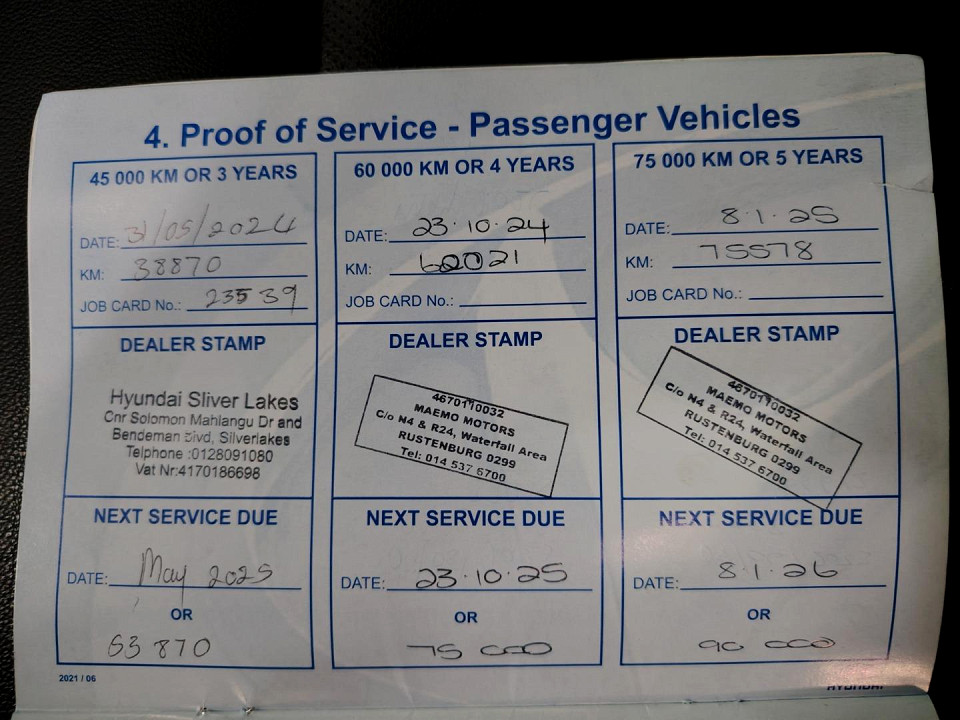 4. Proof of Service - Passenger Vehicles
45 000 KM OR 3 YEARS
DATE: 31/05/2024
KM: 38870
JOB CARD No.: 23539
DEALER STAMP
Hyundai Sliver Lakes
Cnr Solomon Mahlangu Dr and
Bendeman Blvd, Silverlakes
Telphone :0128091080
Vat Nr:4170186698
NEXT SERVICE DUE
DATE: May 2025
OR
53 870
2021 / 06
60 000 KM OR 4 YEARS
DATE: 23.10.24
KM: 62021
JOB CARD No.:
DEALER STAMP
4670110032
MAEMO MOTORS
C/o N4 & R24, Waterfall Area
RUSTENBURG 0299
Tel: 014 537 6700
NEXT SERVICE DUE
DATE: 23.10.25
OR
75 000
75 000 KM OR 5 YEARS
DATE: 8.1.25
KM: 75578
JOB CARD No.:
DEALER STAMP
4670110032
MAEMO MOTORS
C/o N4 & R24, Waterfall Area
RUSTENBURG 0299
Tel: 014 537 6700
NEXT SERVICE DUE
DATE: 8.1.26
OR
90 000
HYUNDAI